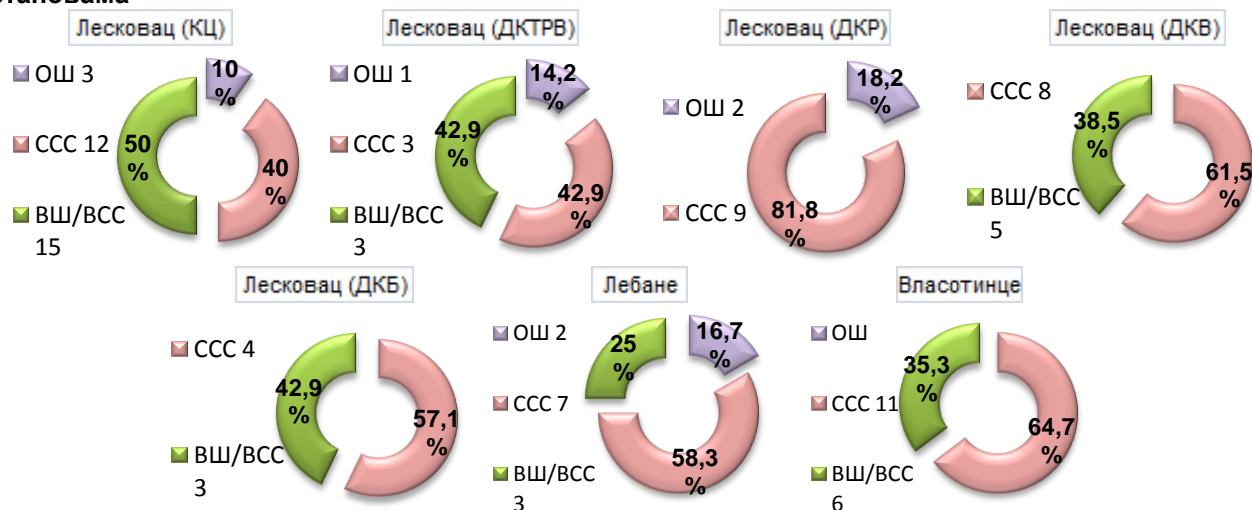 тановама
Лесковац (КЦ)
ОШ 3
ССС 12
ВШ/ВСС
15
10
%
40
%
50
%
Лесковац (ДКТРВ)
ОШ 1
ССС 3
ВШ/ВСС
3
14,2
%
42,9
%
42,9
%
Лесковац (ДКР)
ОШ 2
ССС 9
18,2
%
81,8
%
Лесковац (ДКВ)
ССС 8
ВШ/ВСС
5
38,5
%
61,5
%
Лесковац (ДКБ)
ССС 4
ВШ/ВСС
3
42,9
%
57,1
%
Лебане
ОШ 2
ССС 7
ВШ/ВСС
3
16,7
%
25
%
58,3
%
Власотинце
ОШ
ССС 11
ВШ/ВСС
6
35,3
%
64,7
%